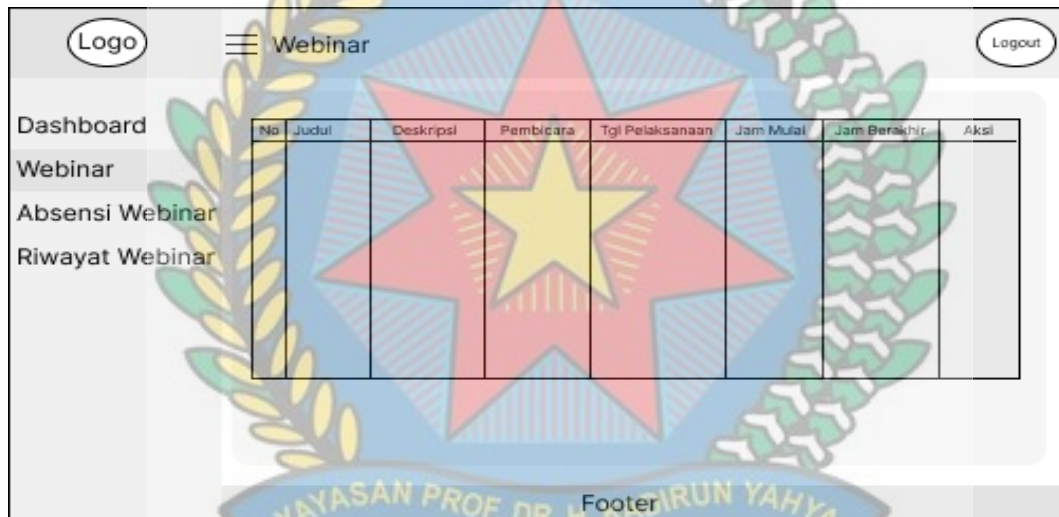 Logo
Webinar
Logout
Dashboard
Webinar
Absensi Webinar
Riwayat Webinar
No Judul Deskripsi Pembicara Tgl Pelaksanaan Jam Mulai Jam Berakhir Aksi
YAYASAN PROF. DR. H. KADIRUN YAHYA
Footer